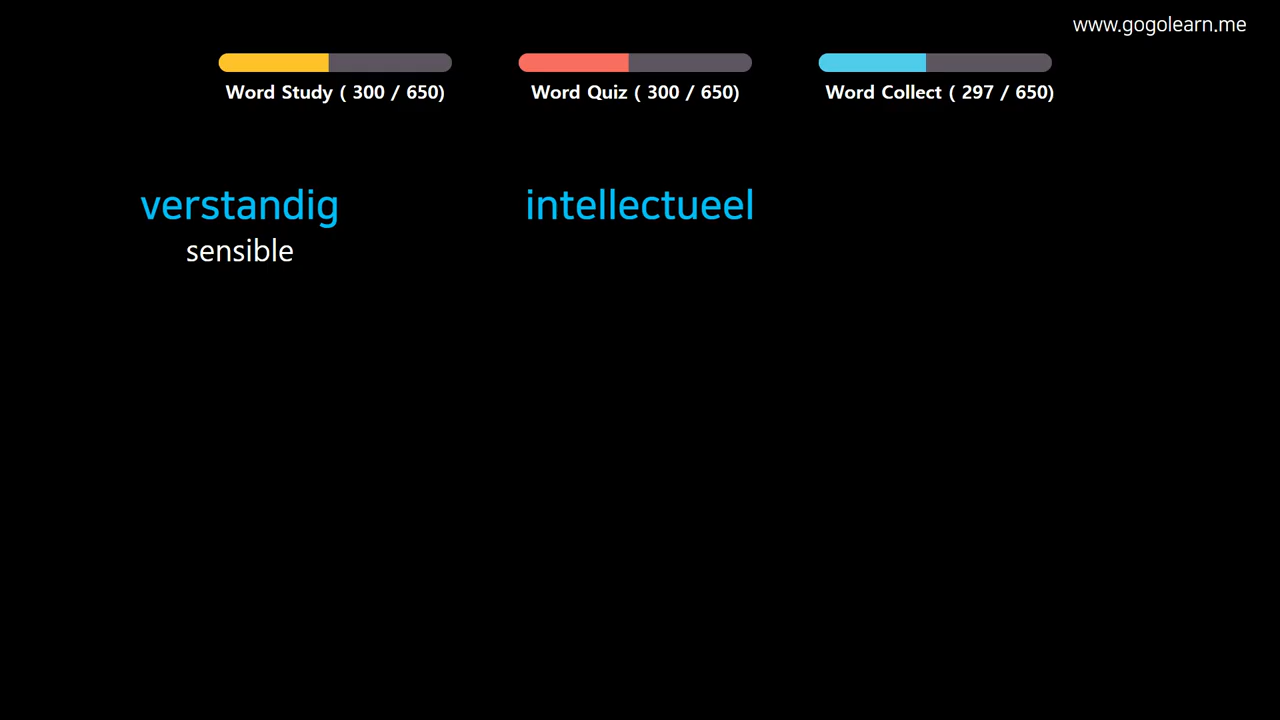 www.gogolearn.me
Word Study ( 300 / 650)
Word Quiz ( 300 / 650)
Word Collect ( 297 / 650)
verstandig
intellectueel
sensible